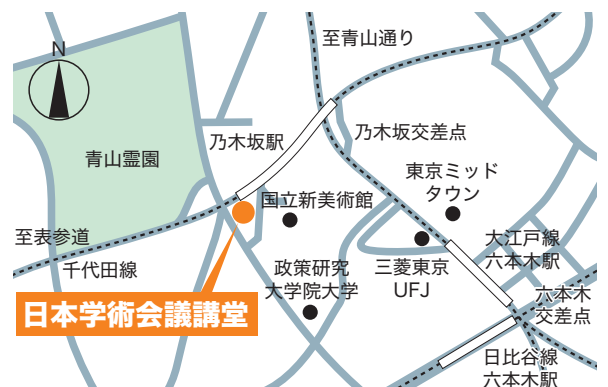 至青山通り
N
乃木坂駅
乃木坂交差点
青山霊園
東京ミッド
タウン
国立新美術館
至表参道
大江戸線
六本木駅
千代田線
政策研究
大学院大学
三菱東京
UFJ
六本木
交差点
日本学術会議講堂
日比谷線
六本木駅